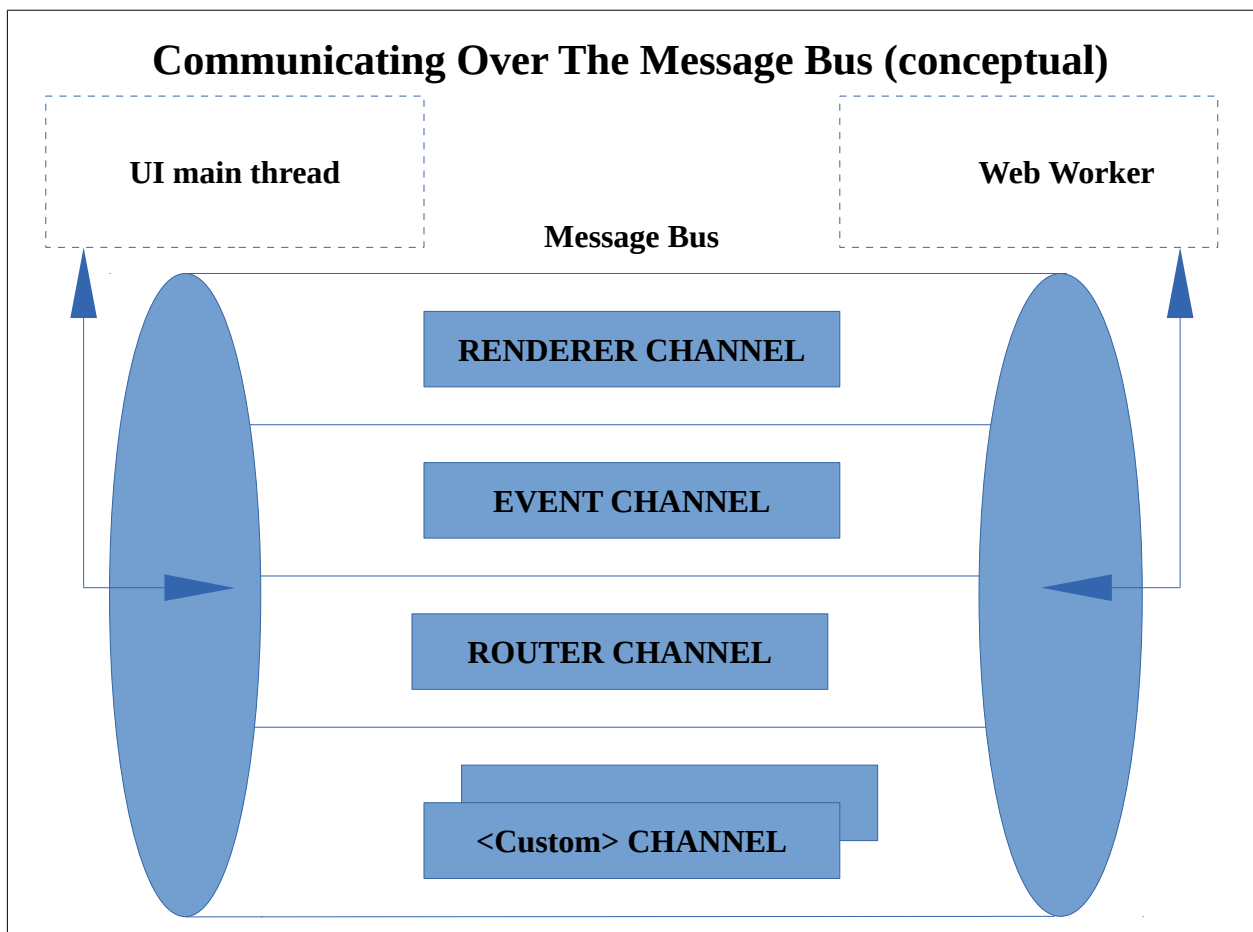 Communicating Over The Message Bus (conceptual)
UI main thread
Web Worker
Message Bus
RENDERER CHANNEL
EVENT CHANNEL
ROUTER CHANNEL
<Custom> CHANNEL